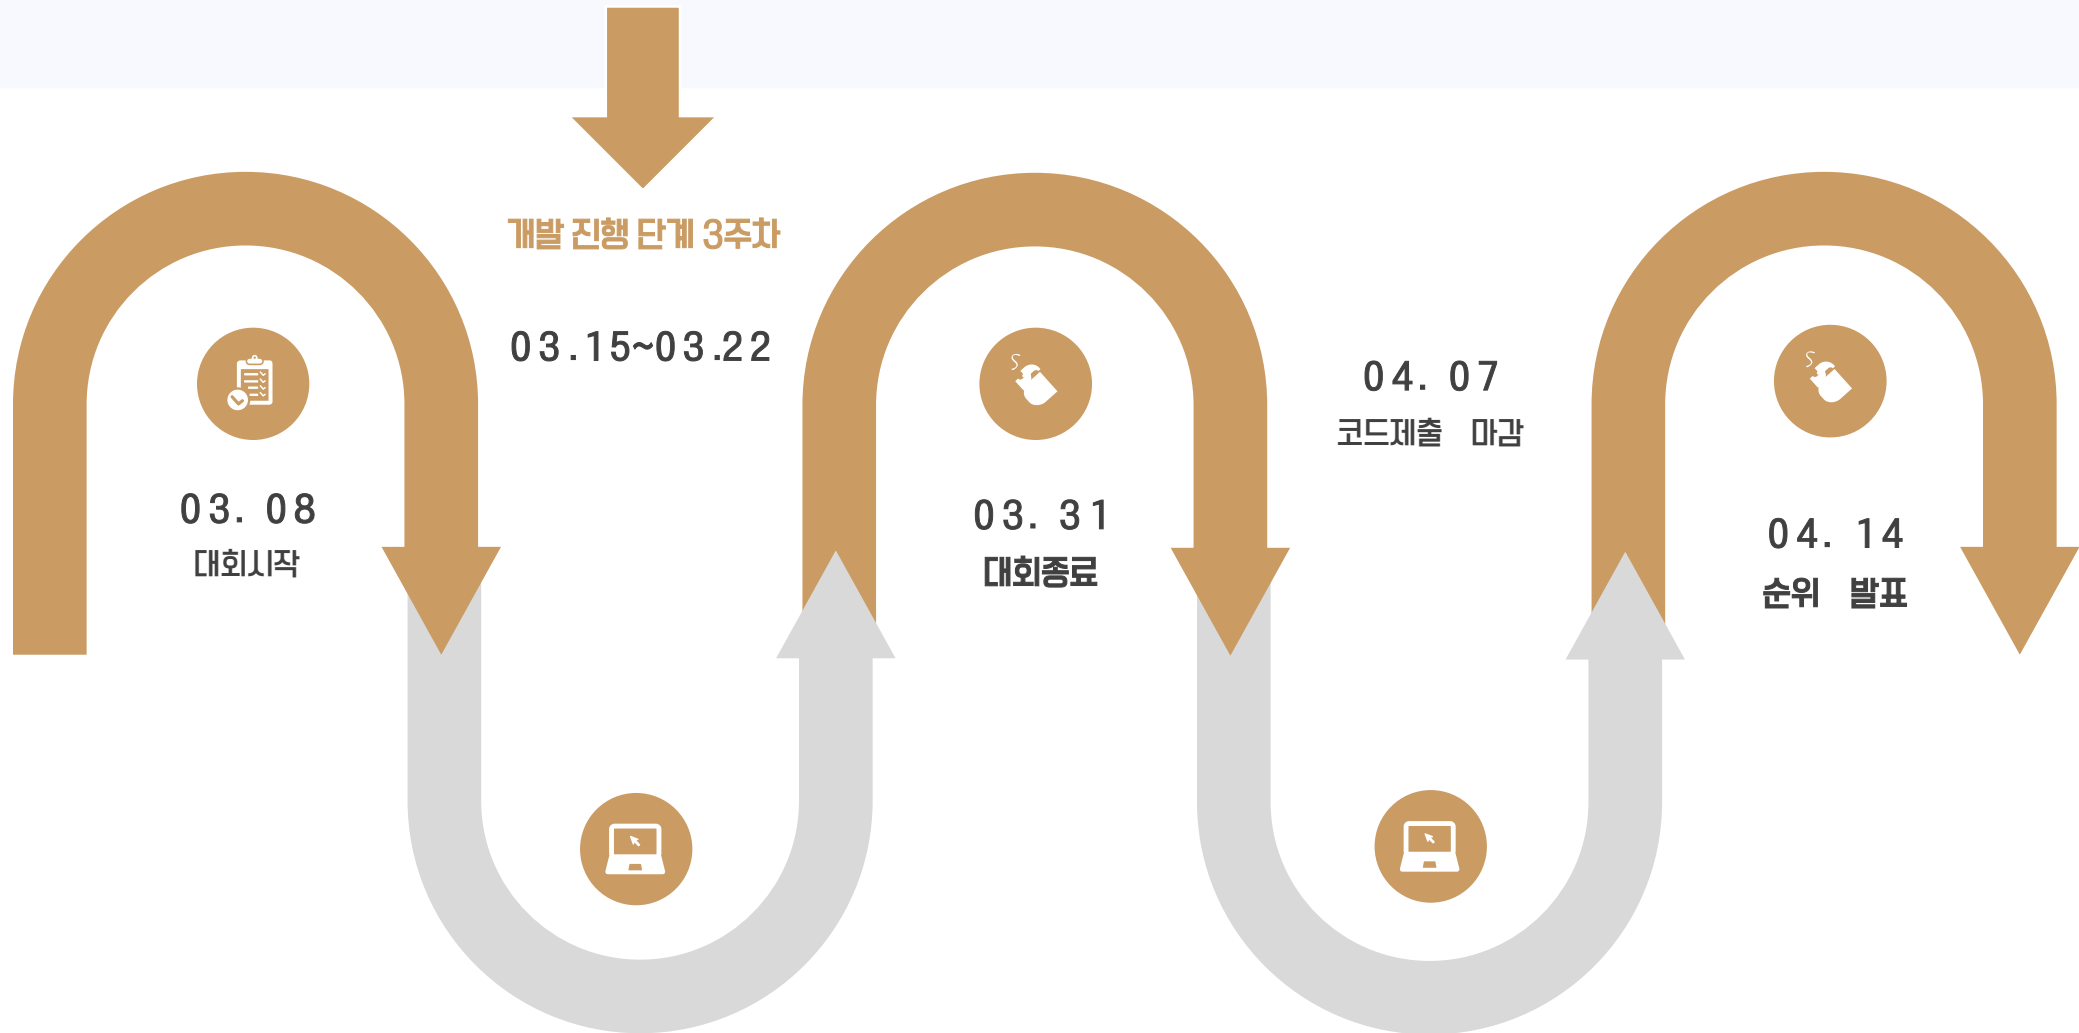 개발 진행 단계 3주차
03.15~03.22
03. 08
대회시작
03. 31
대회종료
04. 07
코드제출 마감
04. 14
순위 발표